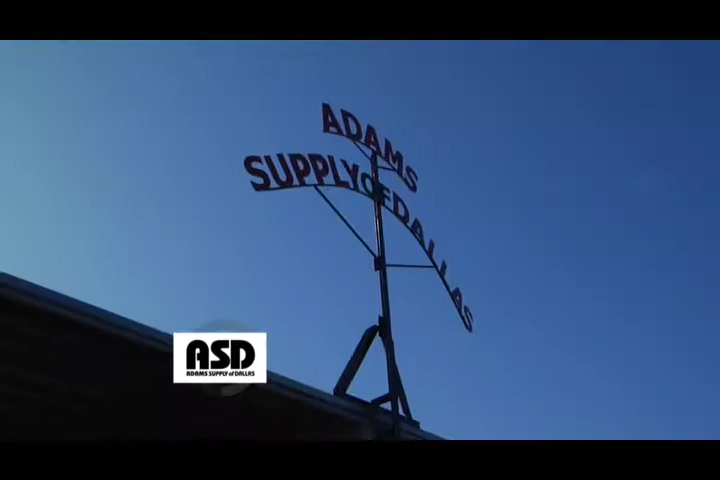 ADAMS
SUPPLY OF DALLAS
ASD
ADAMS SUPPLY of DALLAS